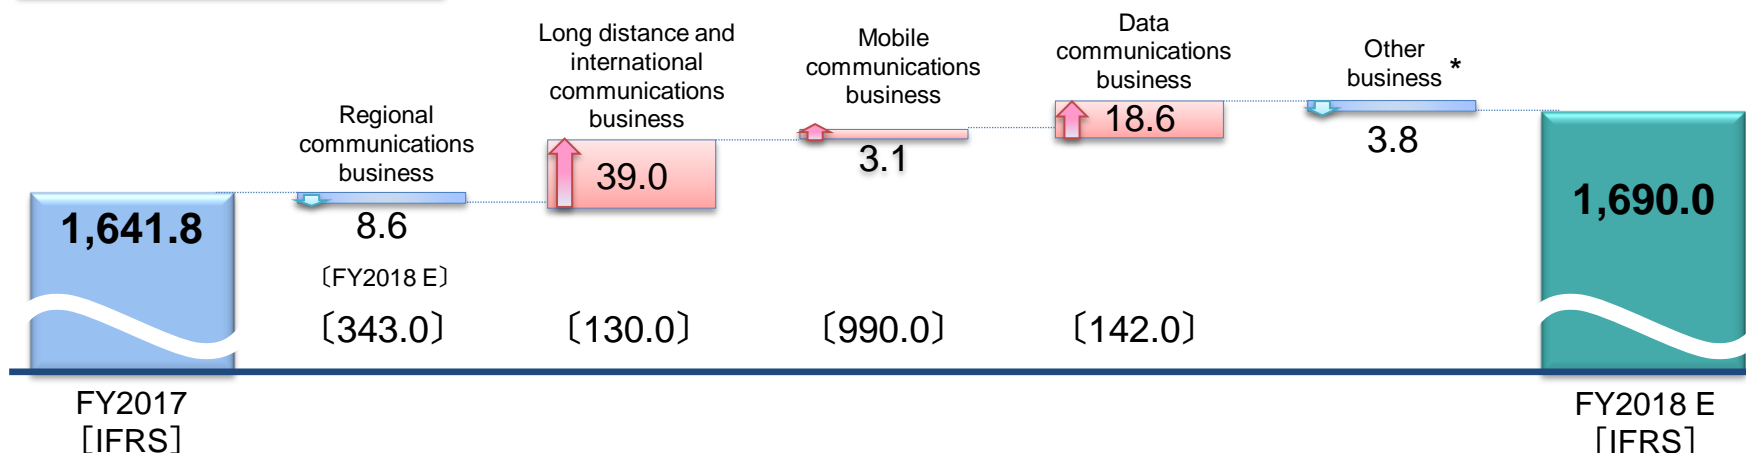 Long distance and
international
communications
business
Mobile
communications
business
Data
communications
business
Other
business *
Regional
communications
business
1,641.8
8.6
39.0
3.1
18.6
3.8
1,690.0
〔FY2018 E〕
〔343.0〕
〔130.0〕
〔990.0〕
〔142.0〕
FY2017
[IFRS]
FY2018 E
[IFRS]